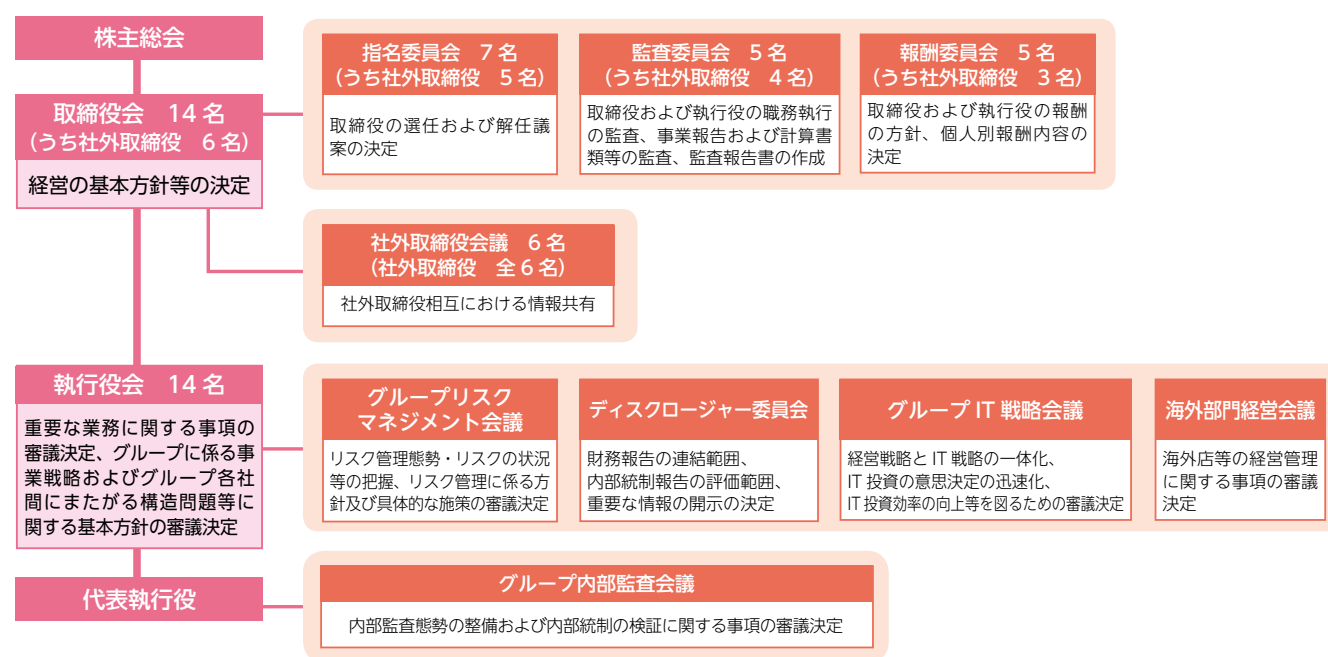 株主総会
取締役会　14 名
（うち社外取締役　6 名）
経営の基本方針等の決定
指名委員会　7 名
（うち社外取締役　5 名）
取締役の選任および解任議
案の決定
監査委員会　5 名
（うち社外取締役　4 名）
取締役および執行役の職務執行
の監査、事業報告および計算書
類等の監査、監査報告書の作成
報酬委員会　5 名
（うち社外取締役　3 名）
取締役および執行役の報酬
の方針、個人別報酬内容の
決定
社外取締役会議　6 名
（社外取締役　全 6 名）
社外取締役相互における情報共有
執行役会　14 名
重要な業務に関する事項の
審議決定、グループに係る事
業戦略およびグループ各社
間にまたがる構造問題等に
関する基本方針の審議決定
グループリスク
マネジメント会議
リスク管理態勢・リスクの状況
等の把握、リスク管理に係る方
針及び具体的な施策の審議決定
ディスクロージャー委員会
財務報告の連結範囲、
内部統制報告の評価範囲、
重要な情報の開示の決定
グループ IT 戦略会議
経営戦略と IT 戦略の一体化、
IT 投資の意思決定の迅速化、
IT 投資効率の向上等を図るための審議決定
海外部門経営会議
海外店等の経営管理
に関する事項の審議
決定
代表執行役
グループ内部監査会議
内部監査態勢の整備および内部統制の検証に関する事項の審議決定